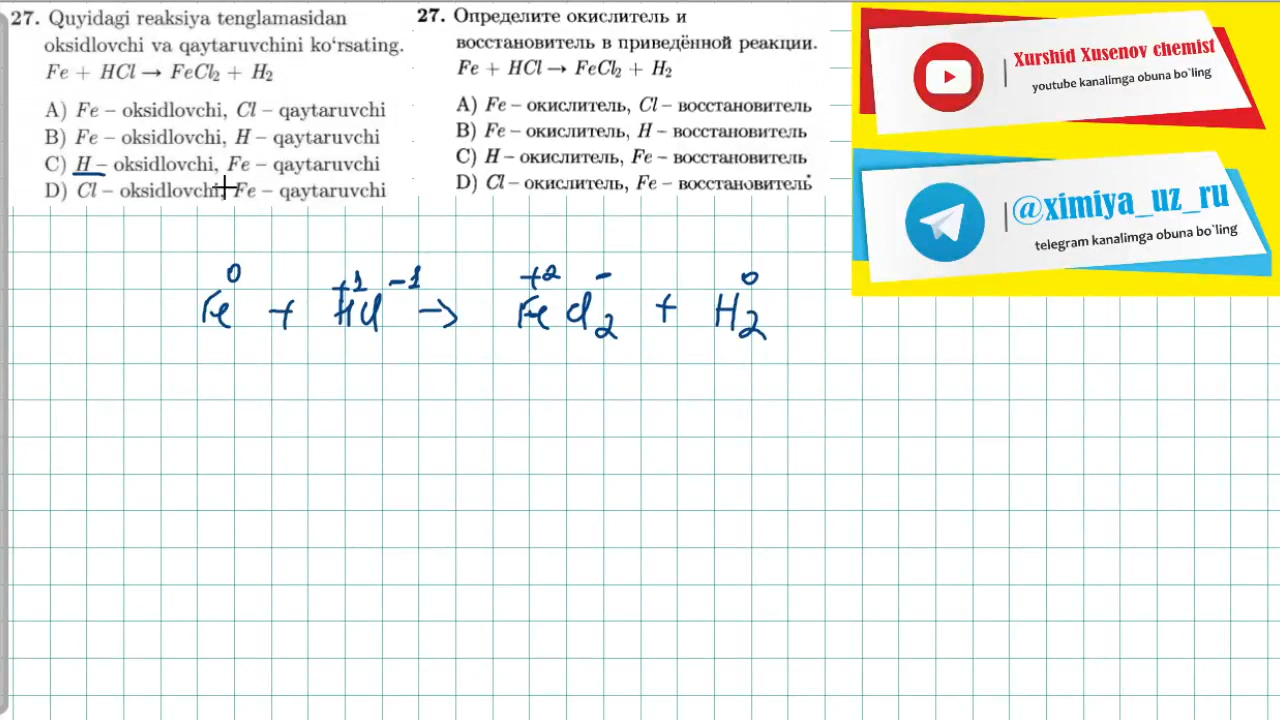 27. Quyidagi reaksiya tenglamasidan
oksidlovchi va qaytaruvchini ko‘rsating.
Fe + HCl → FeCl₂ + H₂
A) Fe – oksidlovchi, Cl – qaytaruvchi
B) Fe – oksidlovchi, H – qaytaruvchi
C) H – oksidlovchi, Fe – qaytaruvchi
D) Cl – oksidlovchi, Fe – qaytaruvchi
27. Определите окислитель и
восстановитель в приведённой реакции.
Fe + HCl → FeCl₂ + H₂
A) Fe – окислитель, Cl – восстановитель
B) Fe – окислитель, H – восстановитель
C) H – окислитель, Fe – восстановитель
D) Cl – окислитель, Fe – восстановитель
Xurshid Xusenov chemist
youtube kanalimga obuna bo`ling
@ximiya_uz_ru
telegram kanalimga obuna bo`ling
0 +1 -1 +2 - 0
Fe + HCl → FeCl₂ + H₂